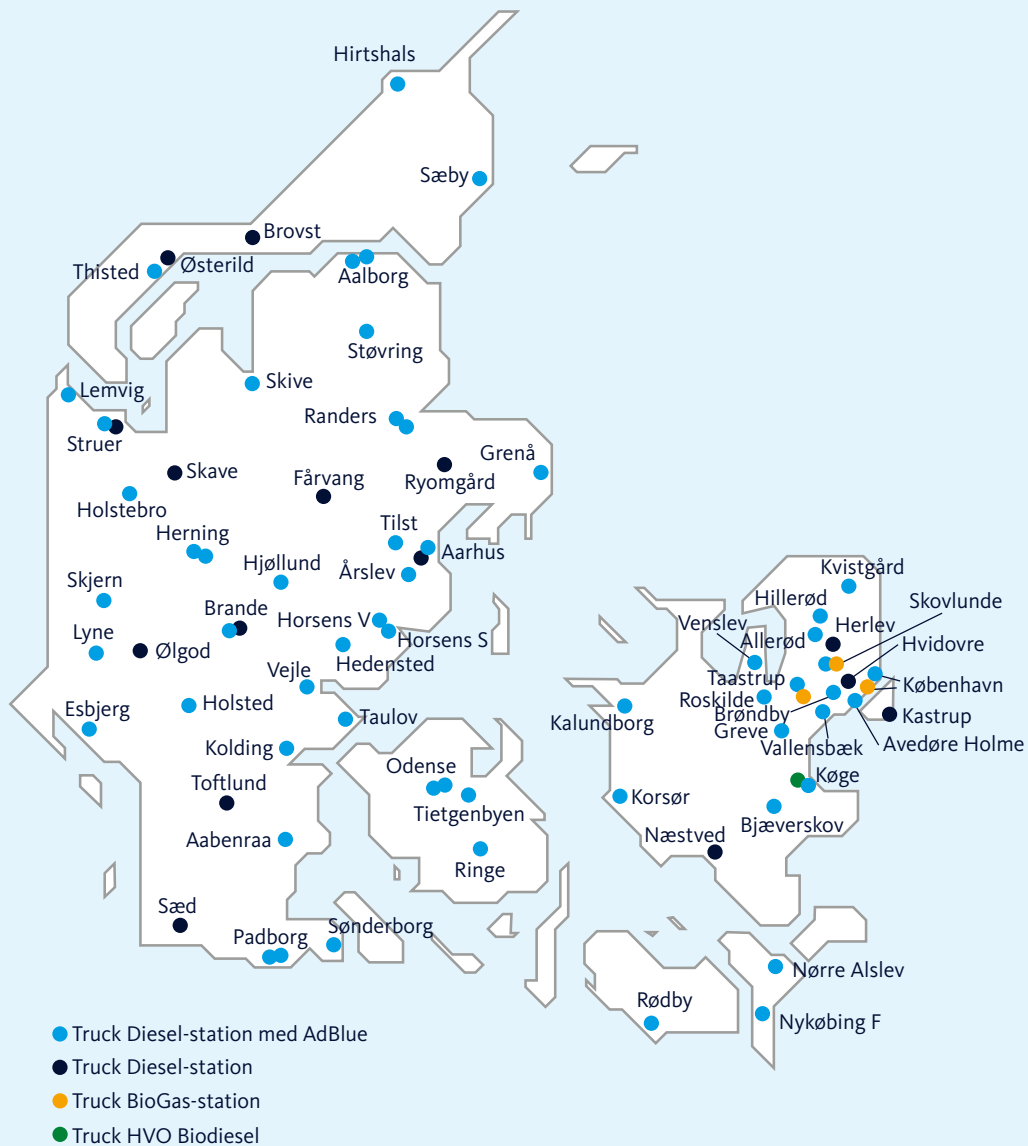 Hirtshals
Sæby
Brovst
Østerild
Thisted
Aalborg
Støvring
Skive
Lemvig
Randers
Struer
Grenå
Skave
Fårvang
Ryomgård
Holstebro
Tilst
Herning
Aarhus
Hjøllund
Årslev
Skjern
Brande
Horsens V
Horsens S
Lyne
Ølgod
Hedensted
Vejle
Holsted
Taulov
Esbjerg
Kolding
Toftlund
Odense
Tietgenbyen
Aabenraa
Ringe
Sæd
Sønderborg
Padborg
Kvistgård
Hillerød
Skovlunde
Venslev
Allerød
Herlev
Hvidovre
Taastrup
København
Roskilde
Kalundborg
Brøndby
Kastrup
Greve
Vallensbæk
Avedøre Holme
Køge
Korsør
Bjæverskov
Næstved
Nørre Alslev
Rødby
Nykøbing F
Truck Diesel-station med AdBlue
Truck Diesel-station
Truck BioGas-station
Truck HVO Biodiesel